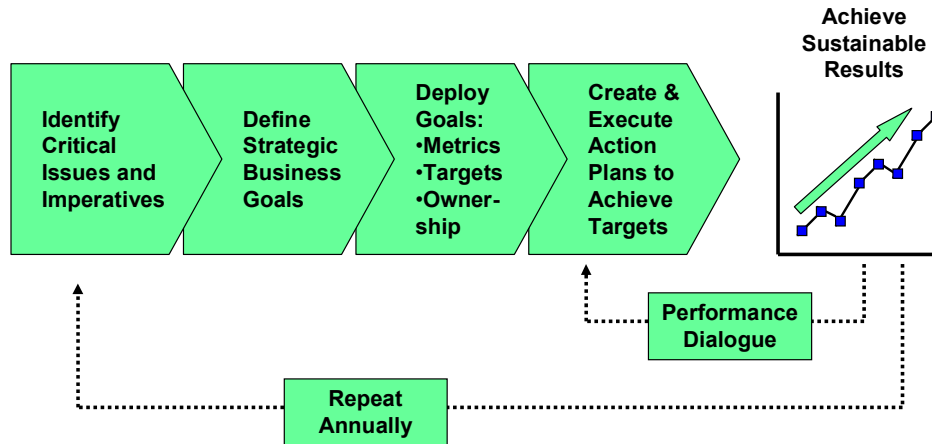 Achieve
Sustainable
Results
Identify
Critical
Issues and
Imperatives
Define
Strategic
Business
Goals
Deploy
Goals:
•Metrics
•Targets
•Owner-
ship
Create &
Execute
Action
Plans to
Achieve
Targets
Performance
Dialogue
Repeat
Annually